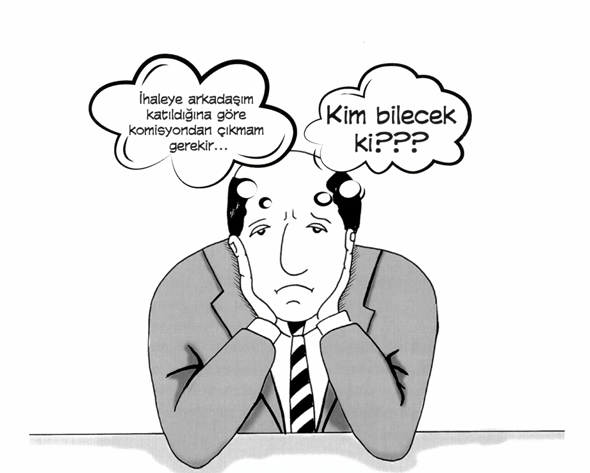 İhaleye arkadaşım
katıldığına göre
komisyondan çıkmam
gerekir...
Kim bilecek
ki???